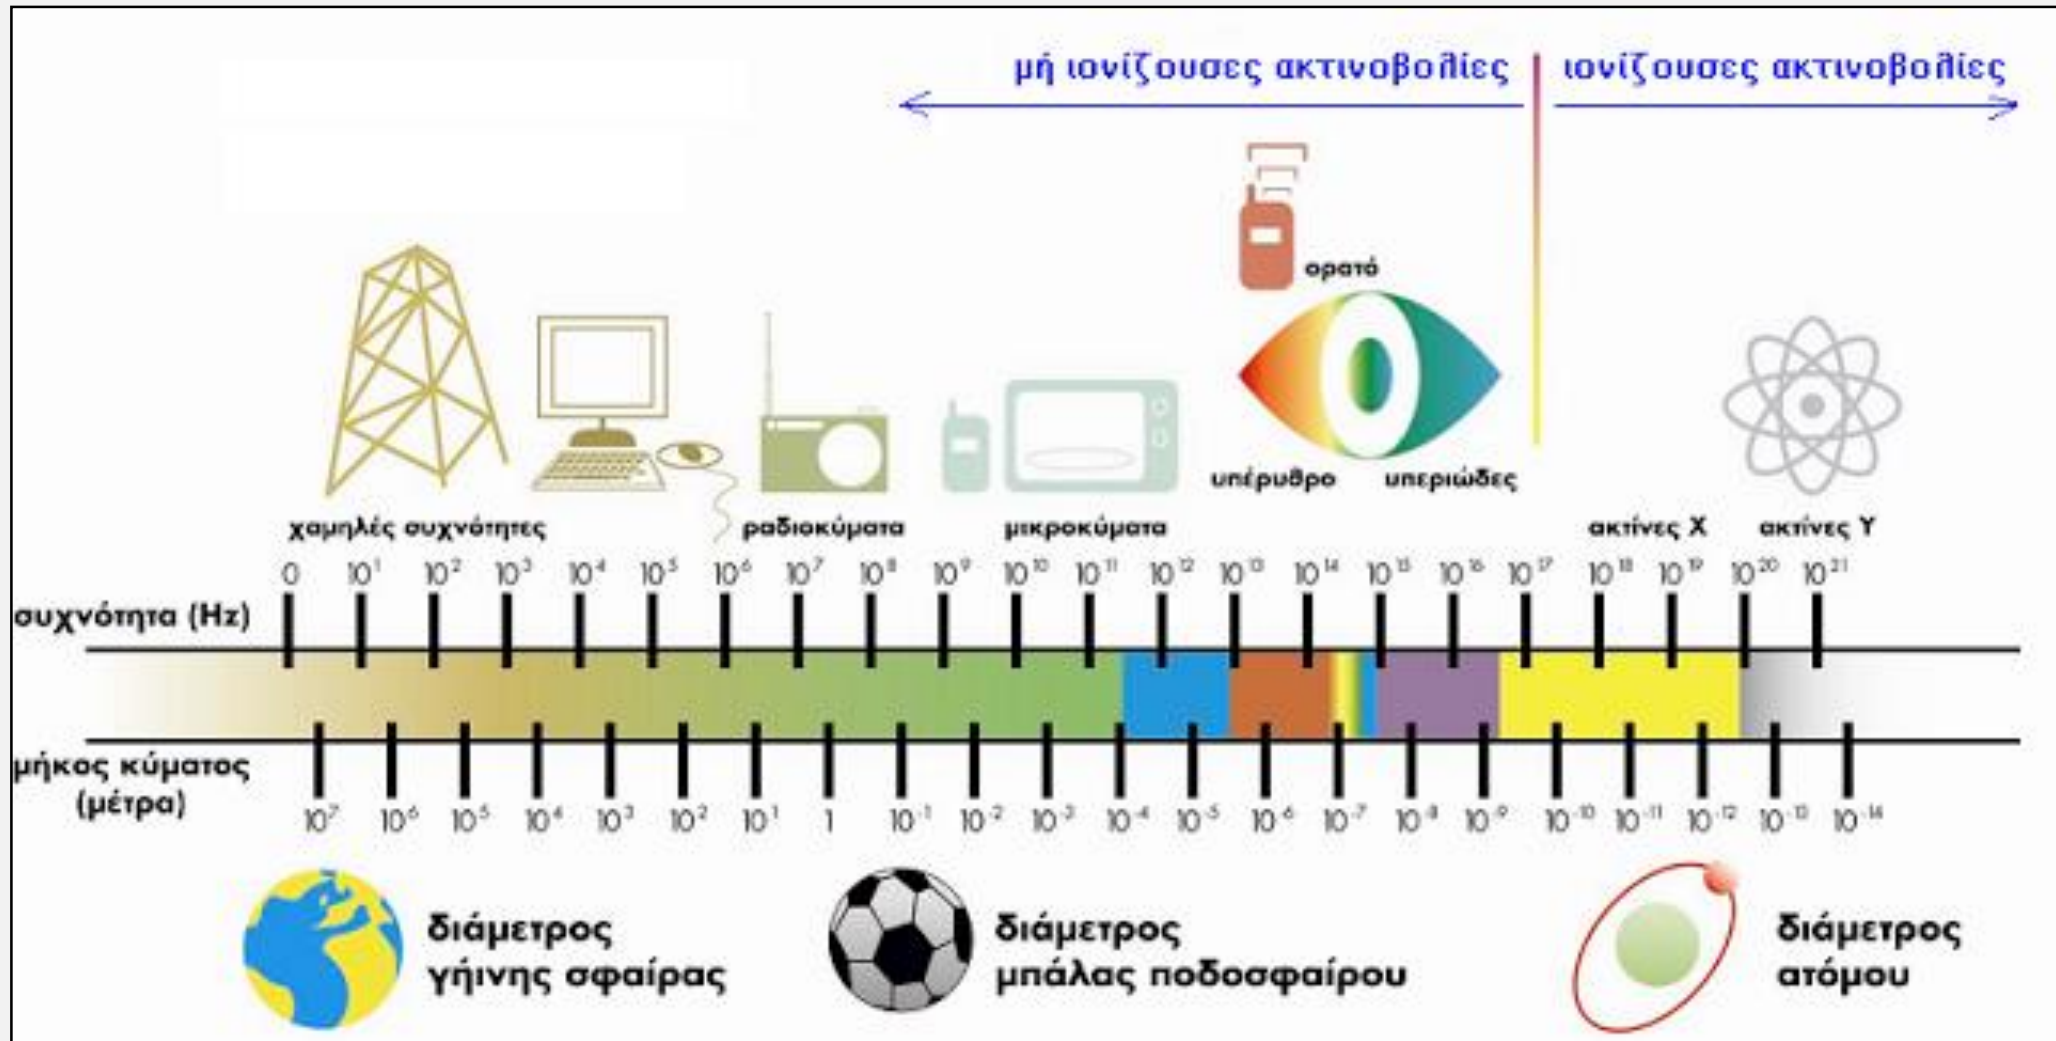 μή ιονίζουσες ακτινοβολίες ιονίζουσες ακτινοβολίες
ορατό
υπέρυθρο υπεριώδες
χαμηλές συχνότητες ραδιοκύματα μικροκύματα ακτίνες Χ ακτίνες Υ
0 10¹ 10² 10³ 10⁴ 10⁵ 10⁶ 10⁷ 10⁸ 10⁹ 10¹⁰ 10¹¹ 10¹² 10¹³ 10¹⁴ 10¹⁵ 10¹⁶ 10¹⁷ 10¹⁸ 10¹⁹ 10²⁰ 10²¹
συχνότητα (Hz)
μήκος κύματος
(μέτρα)
10⁷ 10⁶ 10⁵ 10⁴ 10³ 10² 10¹ 1 10⁻¹ 10⁻² 10⁻³ 10⁻⁴ 10⁻⁵ 10⁻⁶ 10⁻⁷ 10⁻⁸ 10⁻⁹ 10⁻¹⁰ 10⁻¹¹ 10⁻¹² 10⁻¹³ 10⁻¹⁴
διάμετρος
γήινης σφαίρας
διάμετρος
μπάλας ποδοσφαίρου
διάμετρος
ατόμου